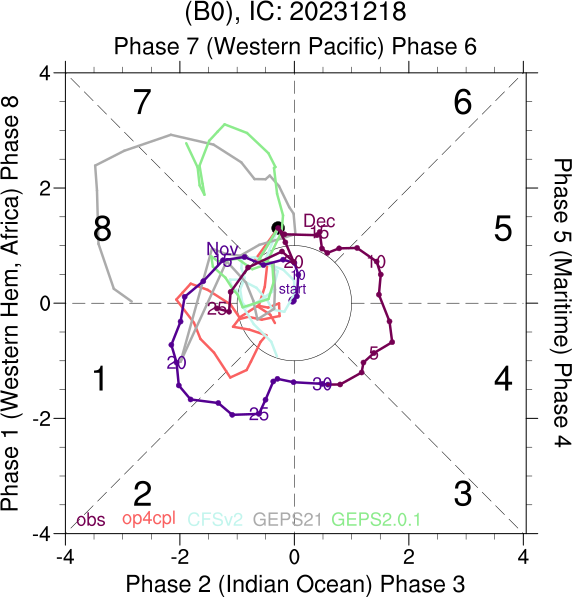 (B0), IC: 20231218
Phase 7 (Western Pacific) Phase 6
Phase 1 (Western Hem, Africa) Phase 8
Phase 5 (Maritime) Phase 4
4
2
0
-2
-4
7
6
8
5
1
4
2
3
Dec
15
Nov
15
20
10
10
start
25
5
20
30
25
obs op4cpl CFSv2 GEPS21 GEPS2.0.1
-4 -2 0 2 4
Phase 2 (Indian Ocean) Phase 3